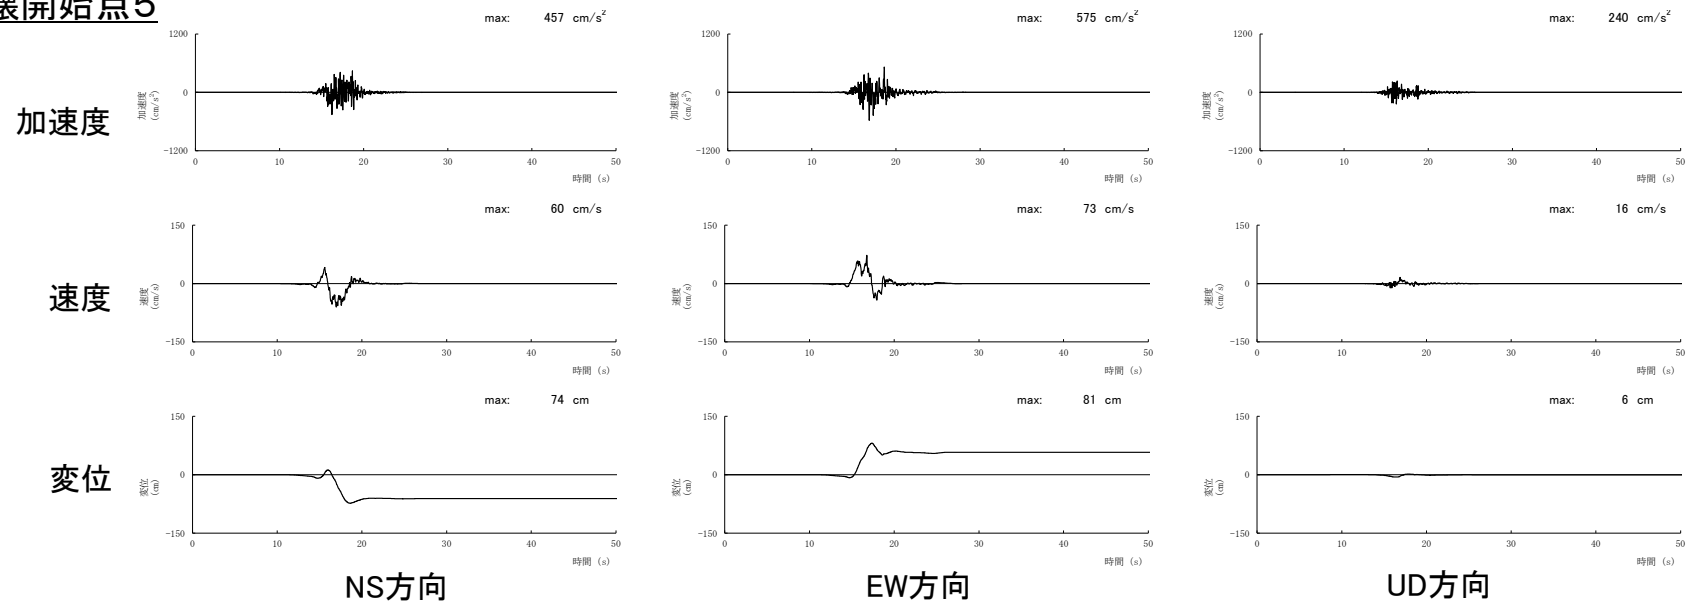 開始点5
max: 457 cm/s²
max: 575 cm/s²
max: 240 cm/s²
加速度
加速度 (cm/s²)
1200
0
-1200
0 10 20 30 40 50
時間 (s)
加速度 (cm/s²)
1200
0
-1200
0 10 20 30 40 50
時間 (s)
加速度 (cm/s²)
1200
0
-1200
0 10 20 30 40 50
時間 (s)
max: 60 cm/s
max: 73 cm/s
max: 16 cm/s
速度
速度 (cm/s)
150
0
-150
0 10 20 30 40 50
時間 (s)
速度 (cm/s)
150
0
-150
0 10 20 30 40 50
時間 (s)
速度 (cm/s)
150
0
-150
0 10 20 30 40 50
時間 (s)
max: 74 cm
max: 81 cm
max: 6 cm
変位
変位 (cm)
150
0
-150
0 10 20 30 40 50
時間 (s)
変位 (cm)
150
0
-150
0 10 20 30 40 50
時間 (s)
変位 (cm)
150
0
-150
0 10 20 30 40 50
時間 (s)
NS方向
EW方向
UD方向